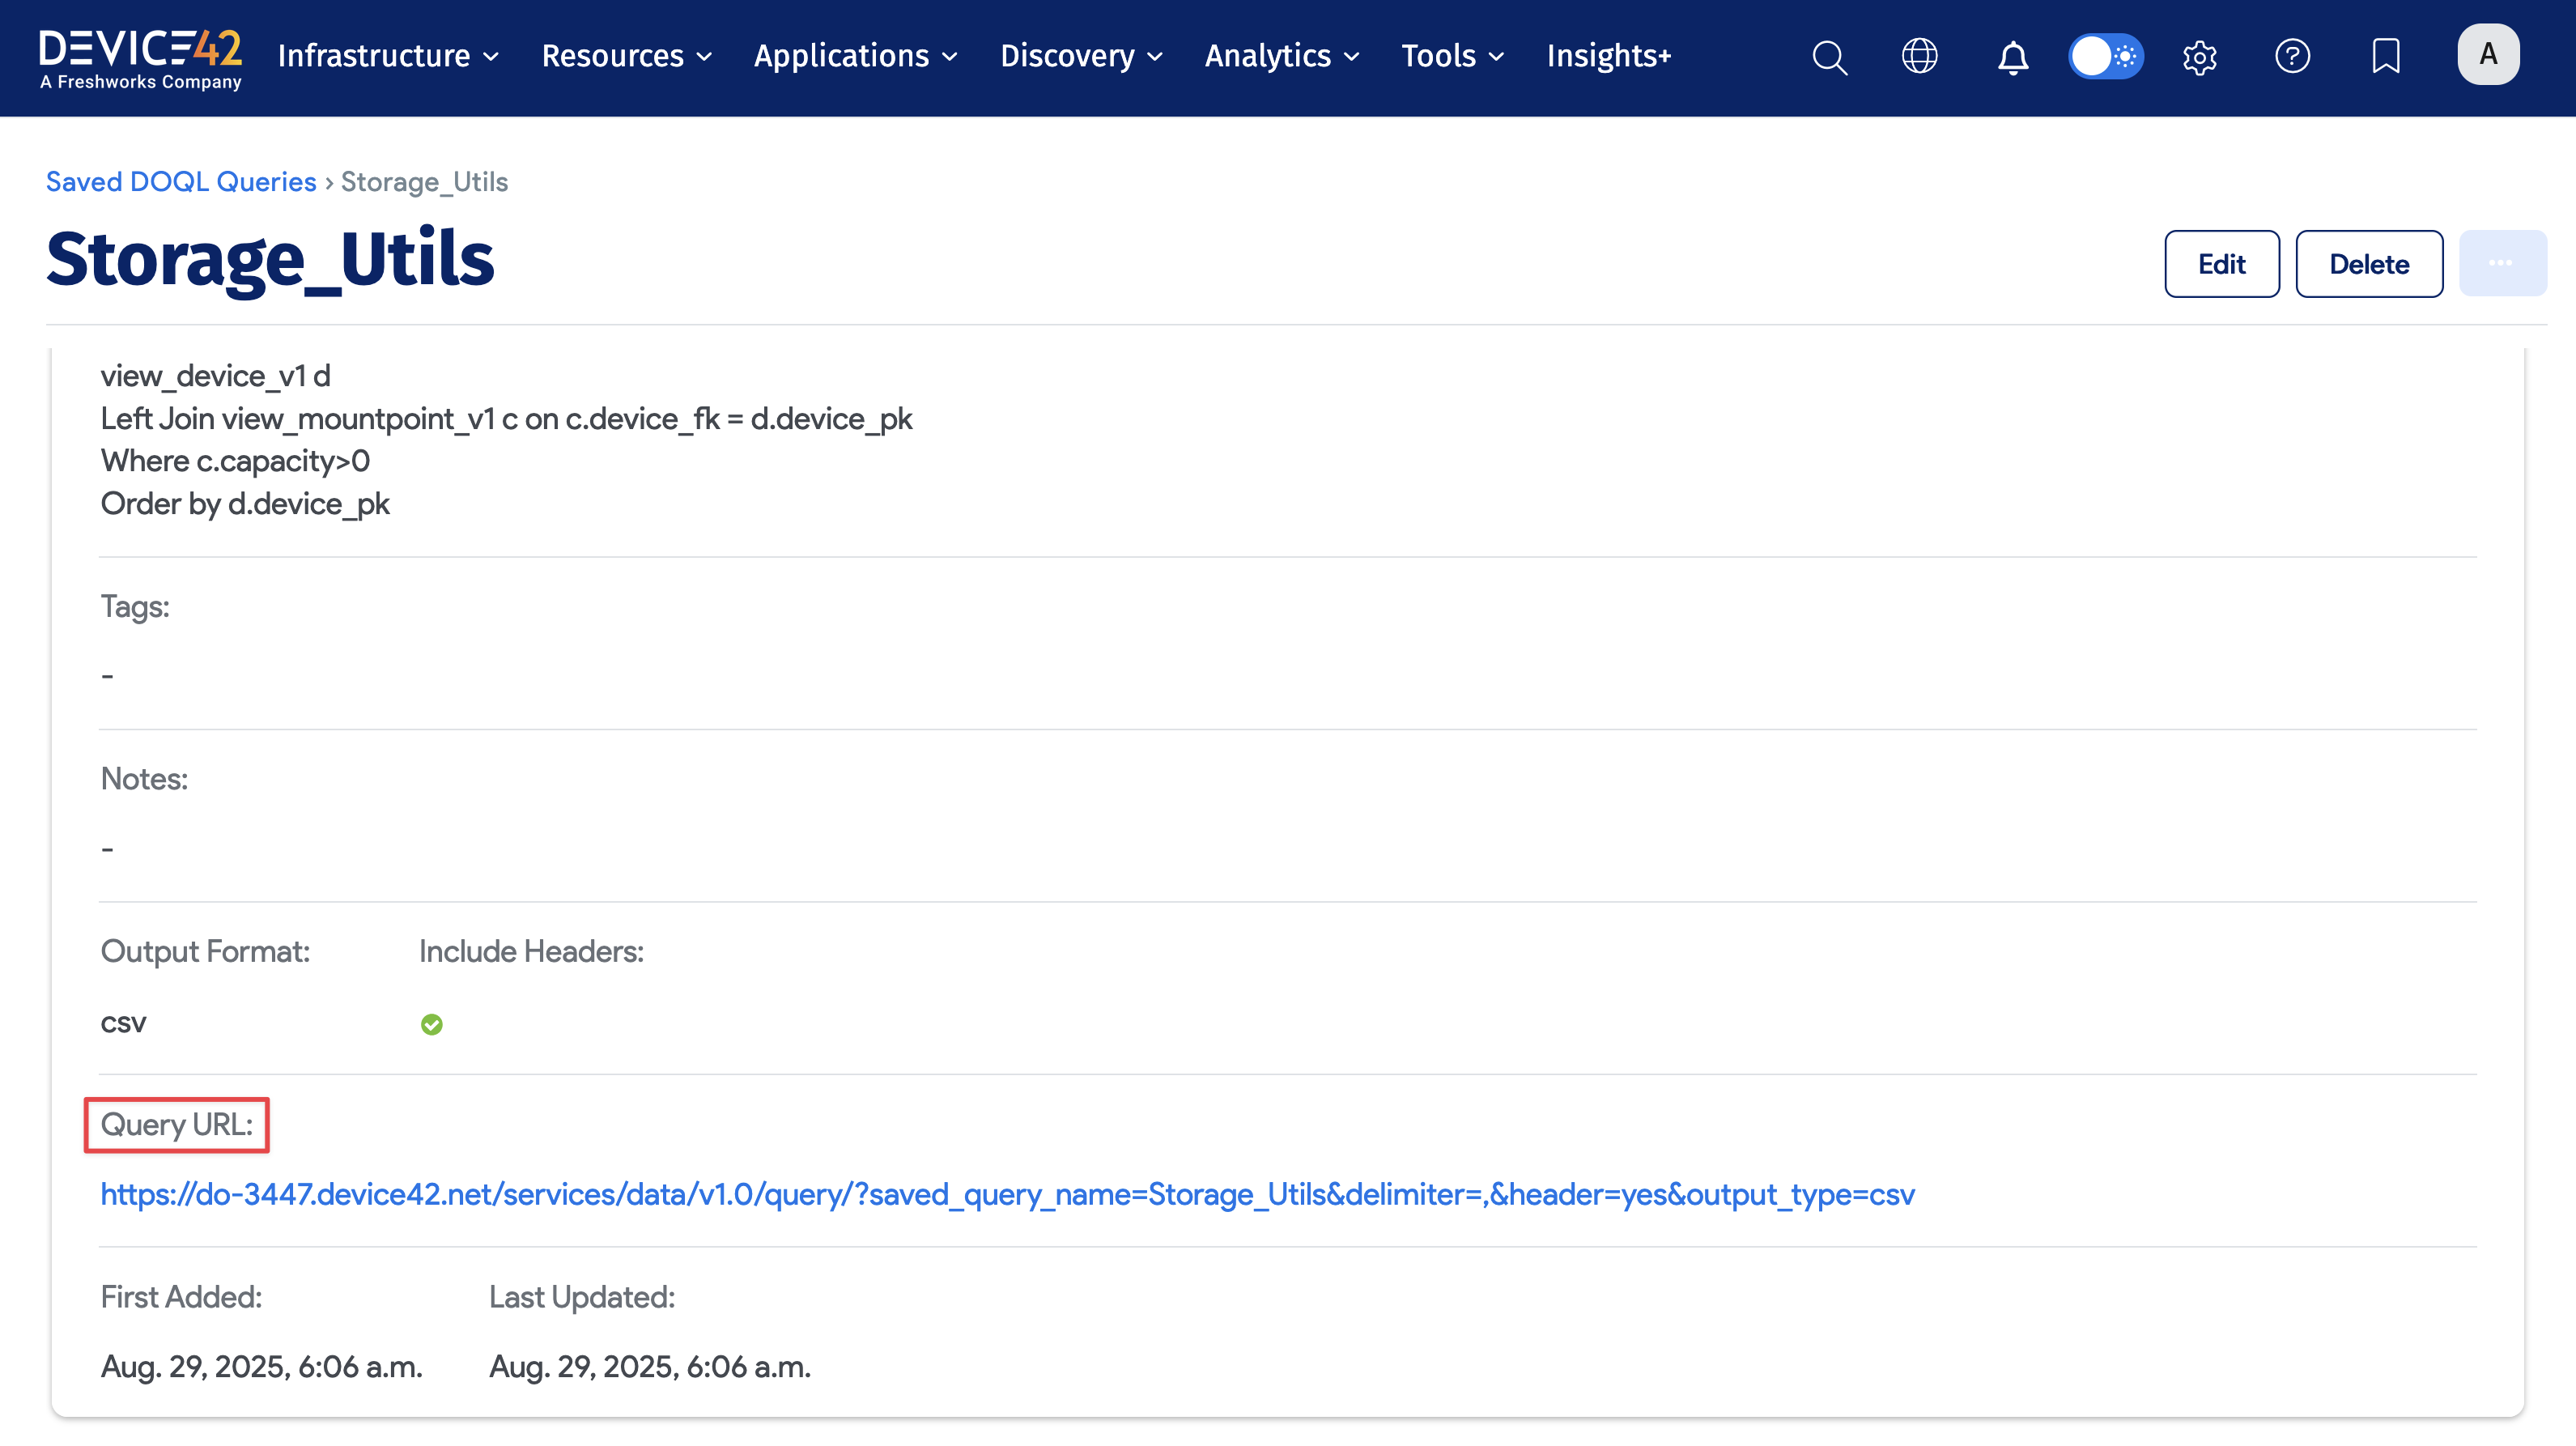 DEVICE42
A Freshworks Company
Infrastructure Resources Applications Discovery Analytics Tools Insights+
A
Saved DOQL Queries › Storage_Utils
Storage_Utils
Edit Delete ...
view_device_v1 d
Left Join view_mountpoint_v1 c on c.device_fk = d.device_pk
Where c.capacity>0
Order by d.device_pk
Tags:
-
Notes:
-
Output Format: Include Headers:
csv
Query URL:
https://do-3447.device42.net/services/data/v1.0/query/?saved_query_name=Storage_Utils&delimiter=,&header=yes&output_type=csv
First Added: Last Updated:
Aug. 29, 2025, 6:06 a.m. Aug. 29, 2025, 6:06 a.m.